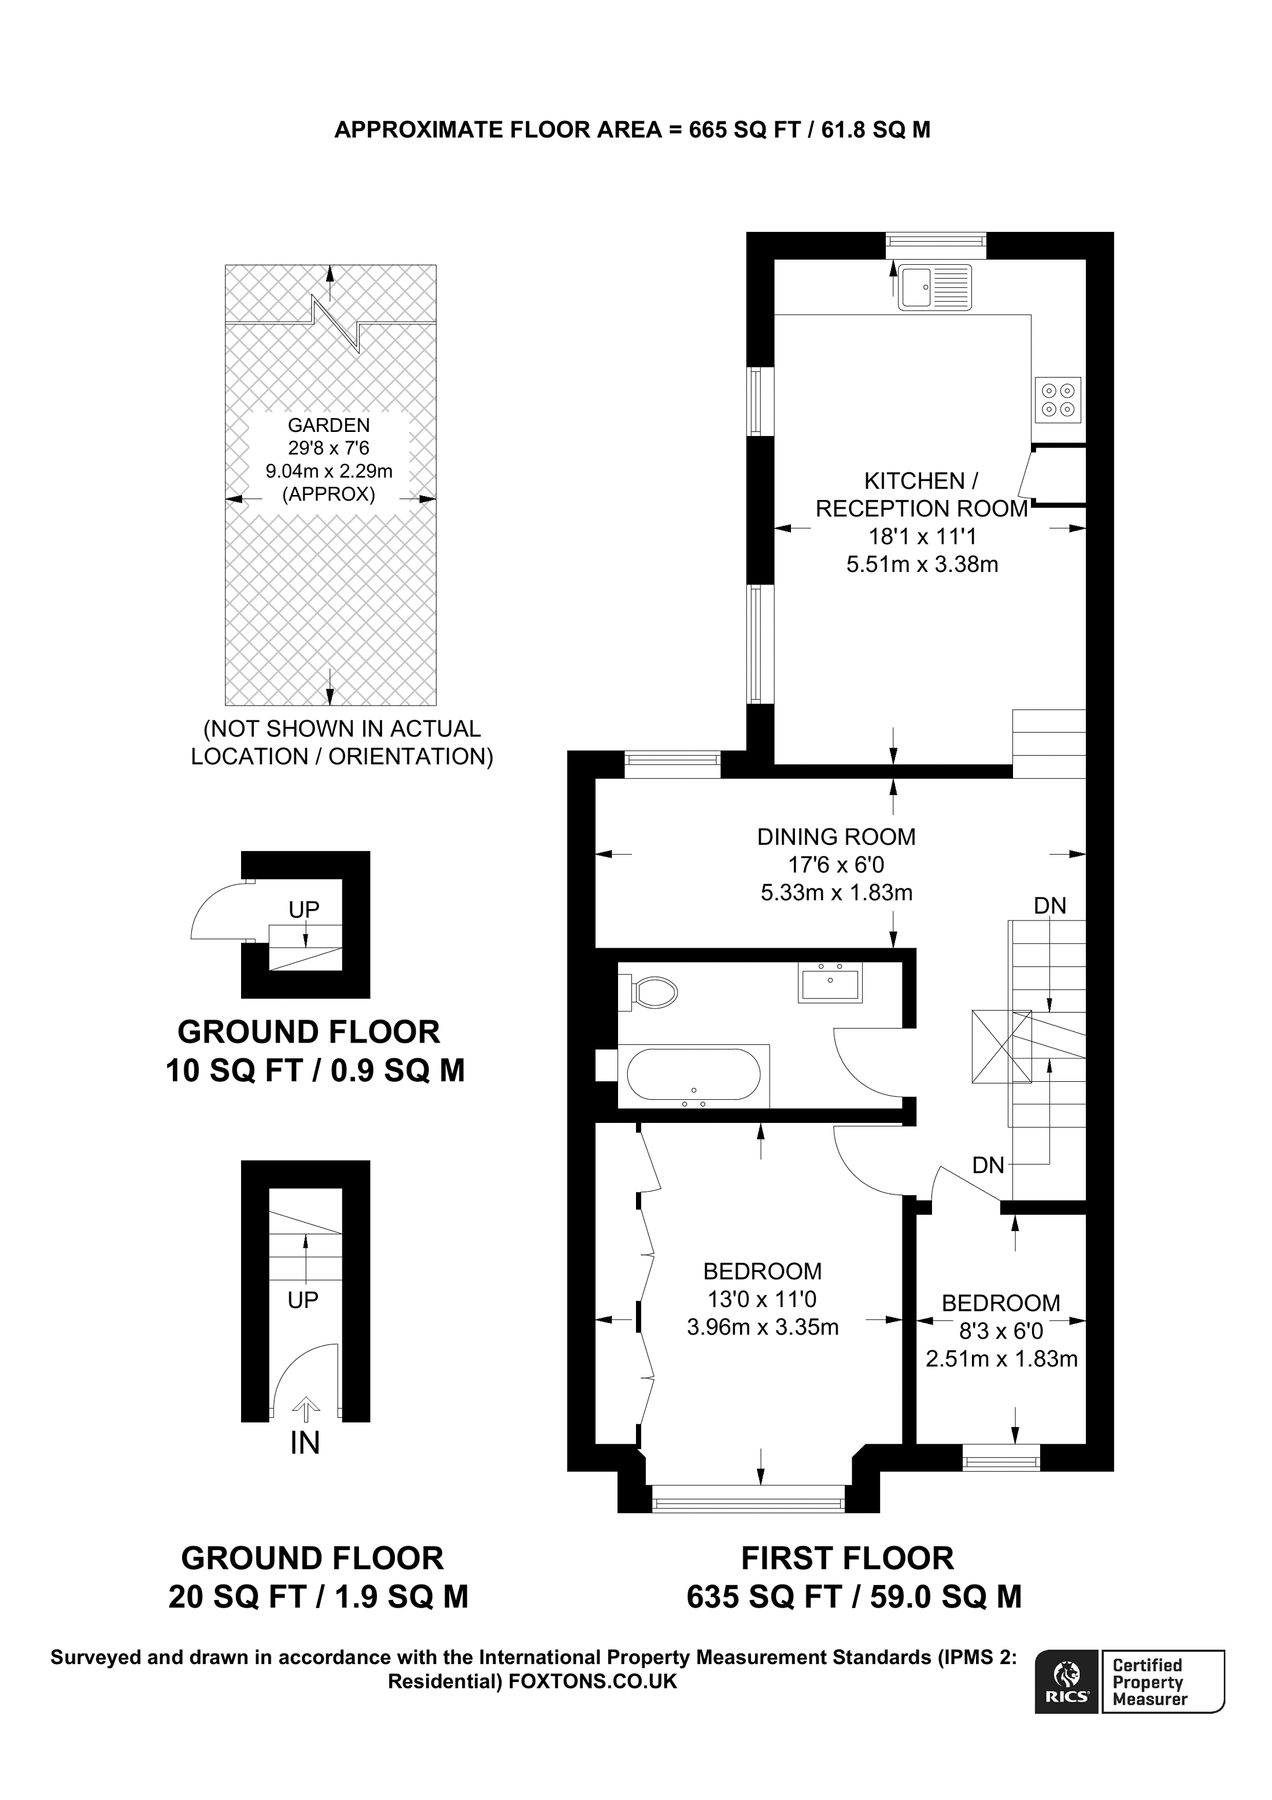 APPROXIMATE FLOOR AREA = 665 SQ FT / 61.8 SQ M
GARDEN
29'8 x 7'6
9.04m x 2.29m
(APPROX)
(NOT SHOWN IN ACTUAL
LOCATION / ORIENTATION)
KITCHEN /
RECEPTION ROOM
18'1 x 11'1
5.51m x 3.38m
DINING ROOM
17'6 x 6'0
5.33m x 1.83m
DN
DN
UP
GROUND FLOOR
10 SQ FT / 0.9 SQ M
UP
IN
GROUND FLOOR
20 SQ FT / 1.9 SQ M
BEDROOM
13'0 x 11'0
3.96m x 3.35m
BEDROOM
8'3 x 6'0
2.51m x 1.83m
FIRST FLOOR
635 SQ FT / 59.0 SQ M
Surveyed and drawn in accordance with the International Property Measurement Standards (IPMS 2:
Residential) FOXTONS.CO.UK
RICS
Certified
Property
Measurer